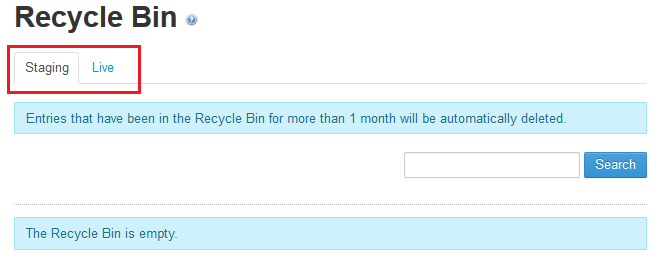 Recycle Bin
Staging Live
Entries that have been in the Recycle Bin for more than 1 month will be automatically deleted.
Search
The Recycle Bin is empty.